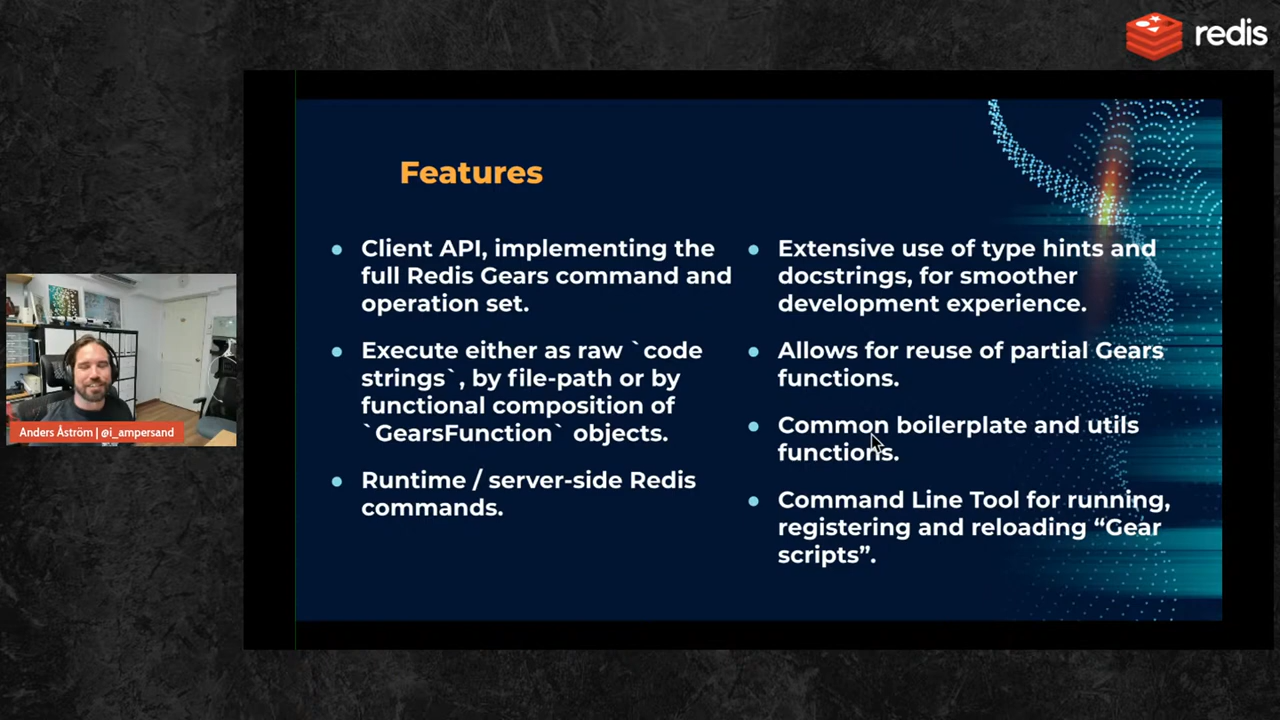 redis
Features
Client API, implementing the
full Redis Gears command and
operation set.
Execute either as raw `code
strings`, by file-path or by
functional composition of
`GearsFunction` objects.
Runtime / server-side Redis
commands.
Extensive use of type hints and
docstrings, for smoother
development experience.
Allows for reuse of partial Gears
functions.
Common boilerplate and utils
functions.
Command Line Tool for running,
registering and reloading “Gear
scripts”.
Anders Åström | @i_ampersand